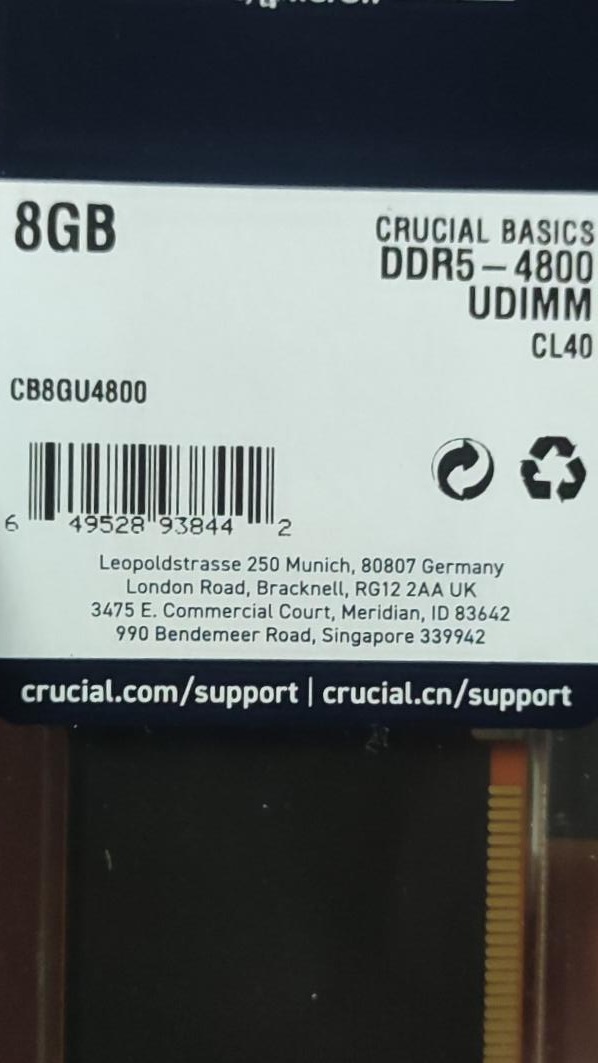 8GB
CRUCIAL BASICS
DDR5-4800
UDIMM
CL40
CB8GU4800
6 49528 93844 2
Leopoldstrasse 250 Munich, 80807 Germany
London Road, Bracknell, RG12 2AA UK
3475 E. Commercial Court, Meridian, ID 83642
990 Bendemeer Road, Singapore 339942
crucial.com/support | crucial.cn/support